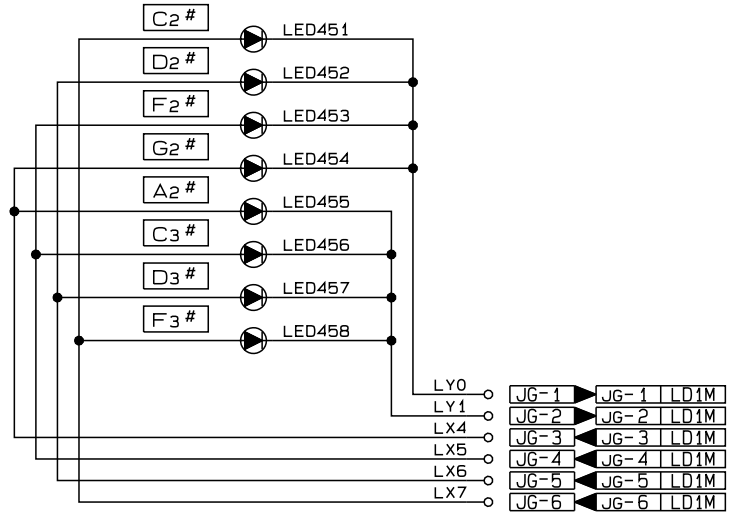 C2#
LED451
D2#
LED452
F2#
LED453
G2#
LED454
A2#
LED455
C3#
LED456
D3#
LED457
F3#
LED458
LY0
JG-1 JG-1 LD1M
LY1
JG-2 JG-2 LD1M
LX4
JG-3 JG-3 LD1M
LX5
JG-4 JG-4 LD1M
LX6
JG-5 JG-5 LD1M
LX7
JG-6 JG-6 LD1M